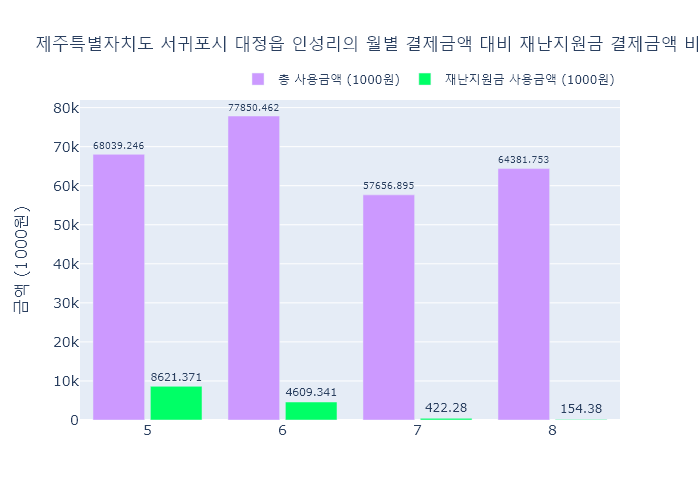 제주특별자치도 서귀포시 대정읍 인성리의 월별 결제금액 대비 재난지원금 결제금액 비
총 사용금액 (1000원)
재난지원금 사용금액 (1000원)
금액 (1000원)
80k
70k
60k
50k
40k
30k
20k
10k
0
68039.246
77850.462
57656.895
64381.753
8621.371
4609.341
422.28
154.38
5
6
7
8